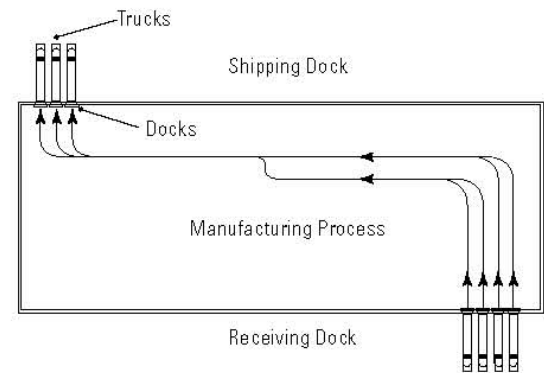 Trucks
Shipping Dock
Docks
Manufacturing Process
Receiving Dock